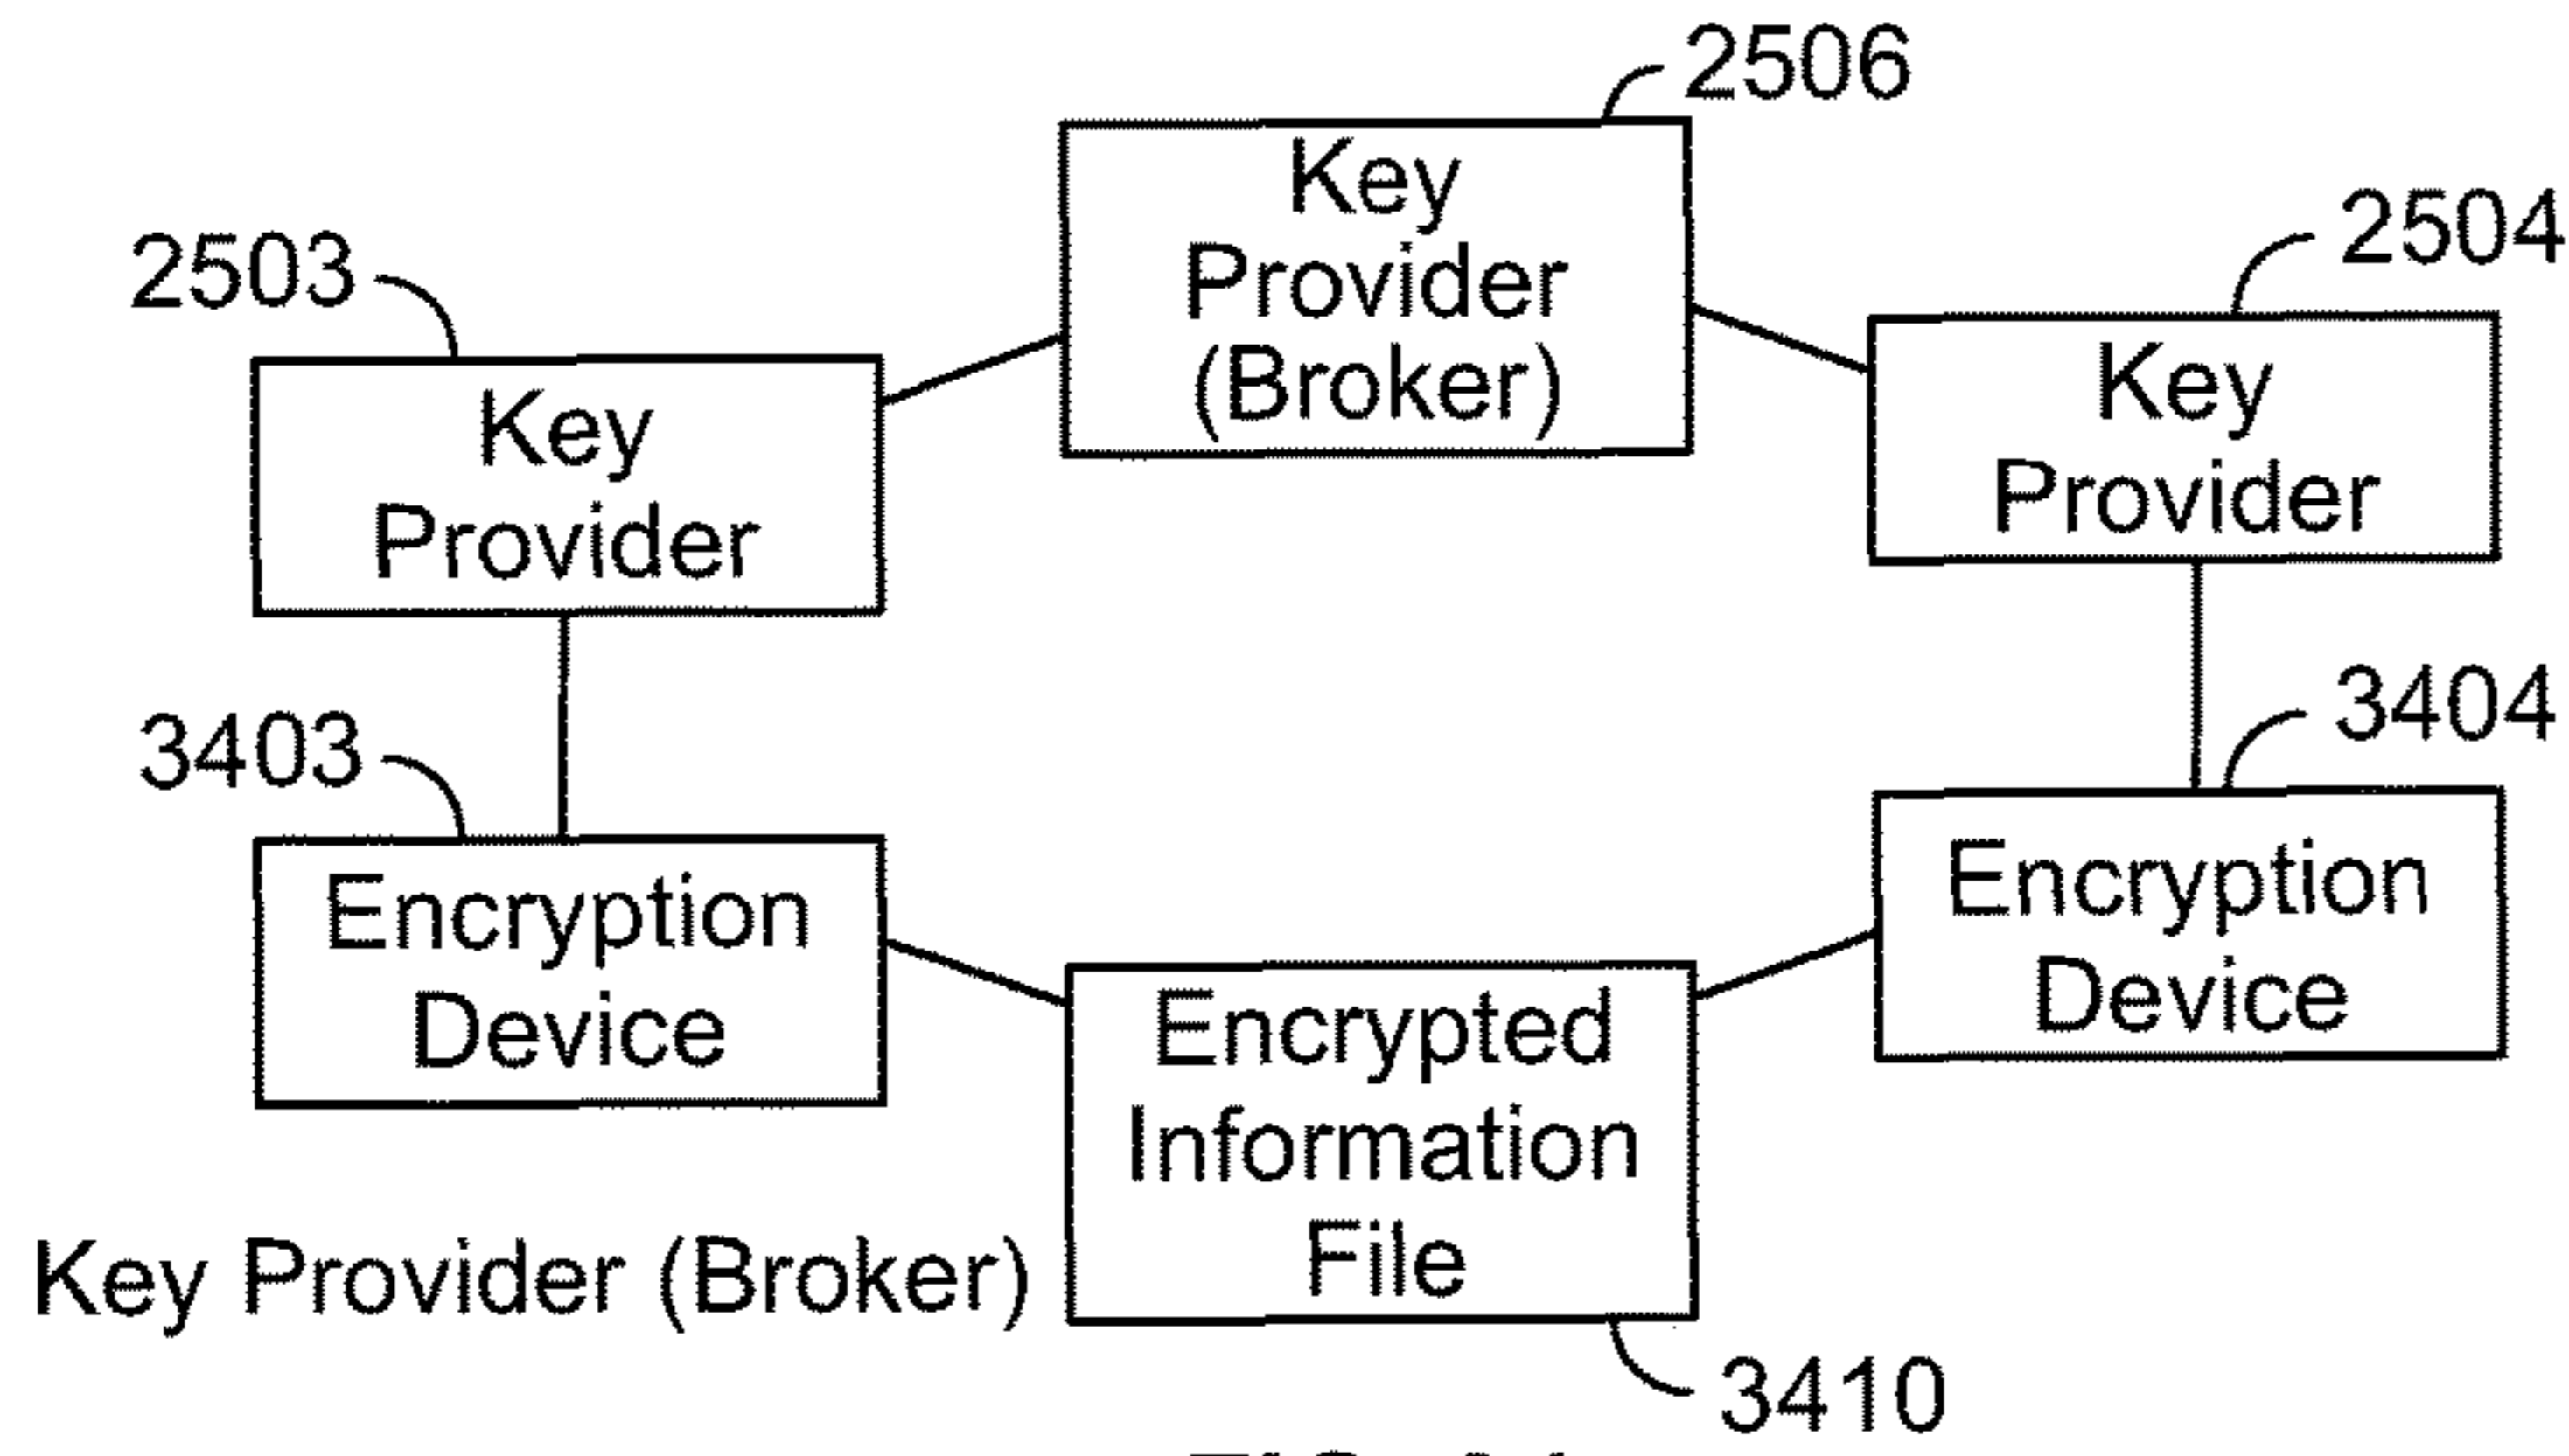 2506
Key
Provider
(Broker)
2503
2504
Key
Provider
Key
Provider
3403
3404
Encryption
Device
Encryption
Device
Encrypted
Information
File
Key Provider (Broker)
3410